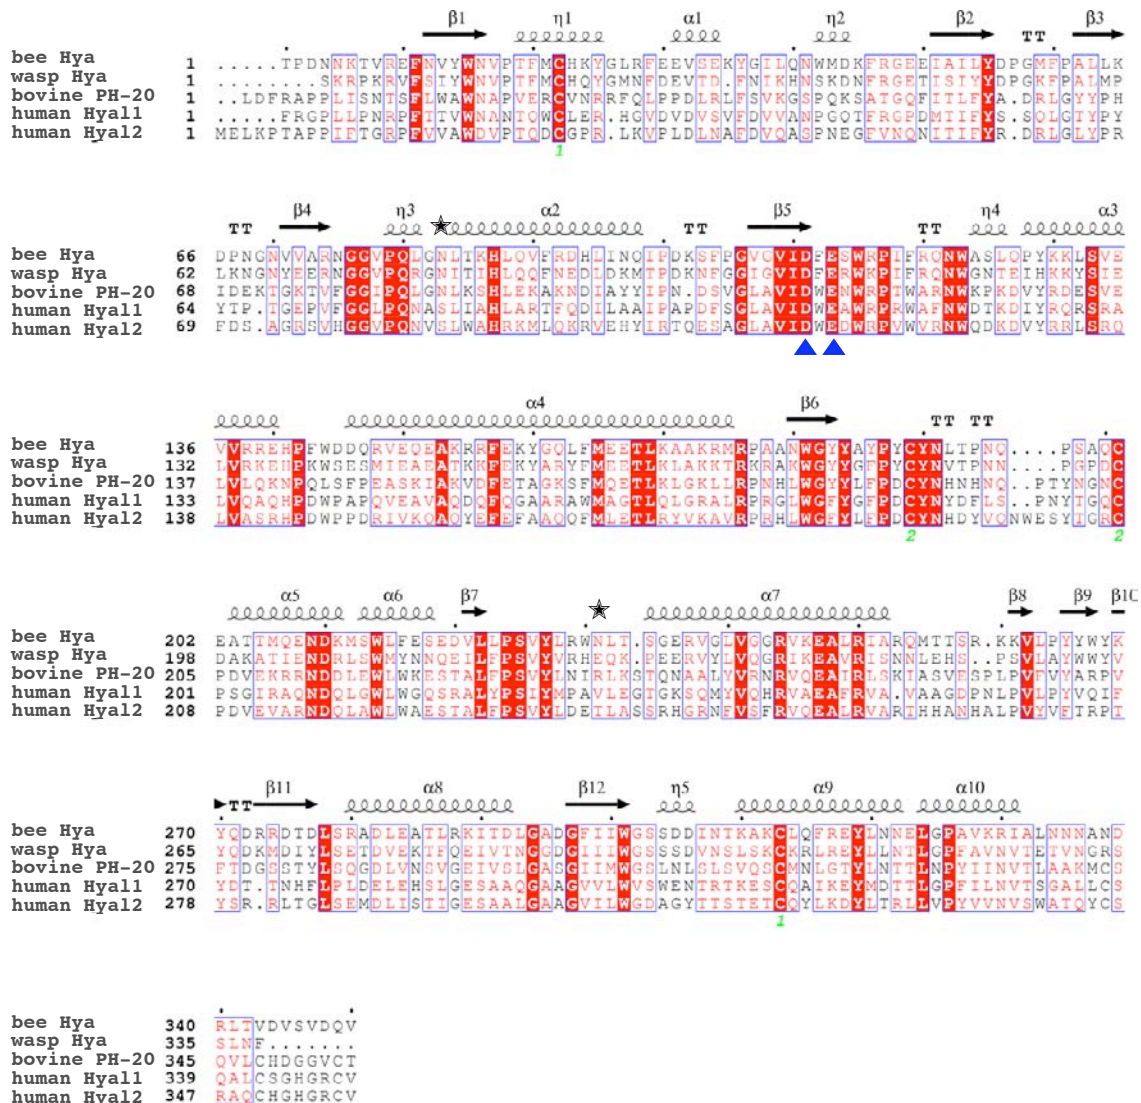 β1 η1 α1 η2 β2 TT β3
bee Hya 1 .....TPDNNKTVREFNVYWNVPTFMCHKYGLRFEEVSEKYGILQNWMDKFRGEEIAILYDPGMFPALLK
wasp Hya 1 ........SKRPKRVFSIYWNVPTFMCHQYGMNFDEVTD.FNIKHNSKDNFRGETISIYYDPGKFPALMP
bovine PH-20 1 ..LDFRAPPLISNTSFLWAWNAPVERCVNRRFQLPPDLRLFSVKGSPQKSATGQFITLFYA.DRLGYYPH
human Hyal1 1 .....FRGPLLPNRPFTTVWNANTQWCLER.HGVDVDVSVFDVVANPGQTFRGPDMTIFYS.SQLGTYPY
human Hyal2 1 MELKPTAPPIFTGRPFVVAWDVPTQDCGPR.LKVPLDLNAFDVQASPNEGFVNQNITIFYR.DRLGLYPR
1
TT β4 η3 α2 TT β5 TT η4 α3
bee Hya 66 DPNGNVVARNGGVPQLGNLTKHLQVFRDHLINQIPDKSFPGVGVIDFESWRPIFRQNWASLQPYKKLSVE
wasp Hya 62 LKNGNYEERNGGVPQRGNITIHLQQFNEDLDKMTPDKNFGGIGVIDFERWKPIFRQNWGNTEIHKKYSIE
bovine PH-20 68 IDEKTGKTVFGGIPQLGNLKSHLEKAKNDIAYYIPN.DSVGLAVIDWENWRPTWARNWKPKDVYRDESVE
human Hyal1 64 YTP.TGEPVFGGLPQNASLIAHLARTFQDILAAIPAPDFSGLAVIDWEAWRPRWAFNWDTKDIYRQRSRA
human Hyal2 69 FDS.AGRSVHGGVPQNVSLWAHRKMLQKRVEHYIRTQESAGLAVIDWEDWRPVWVRNWQDKDVYRRLSRQ
α4 β6 TT TT
bee Hya 136 VVRREHPFWDDQRVEQEAKRRFEKYGQLFMEETLKAAKRMRPAANWGYYAYPYCYNLTPNQ....PSAQC
wasp Hya 132 LVRKEHPKWSESMIEAEATKKFEKYARYFMEETLKLAKKTRKRAKWGYYGFPYCYNVTPNN....PGPDC
bovine PH-20 137 LVLQKNPQLSFPEASKIAKVDFETAGKSFMQETLKLGKLLRPNHLWGYYLFPDCYNHNHNQ..PTYNGNC
human Hyal1 133 LVQAQHPDWPAPQVEAVAQDQFQGAARAWMAGTLQLGRALRPRGLWGFYGFPDCYNYDFLS..PNYTGQC
human Hyal2 138 LVASRHPDWPPDRIVKQAQYEFEFAAQQFMLETLRYVKAVRPRHLWGFYLFPDCYNHDYVQNWESYTGRC
2 2
α5 α6 β7 α7 β8 β9 β10
bee Hya 202 EATTMQENDKMSWLFESEDVLLPSVYLRWNLT.SGERVGLVGGRVKEALRIARQMTTSR.KKVLPYYWYK
wasp Hya 198 DAKATIENDRLSWMYNNQEILFPSVYVRHEQK.PEERVYLVQGRIKEAVRISNNLEHS..PSVLAYWWYV
bovine PH-20 205 PDVEKRRNDDLEWLWKESTALFPSVYLNIRLKSTQNAALYVRNRVQEAIRLSKTASVESPLPVFVYARPV
human Hyal1 201 PSGIRAQNDQLGWLWGQSRALYPSIYMPAVLEGTGKSQMYVQHRVAEAFRVA.VAAGDPNLPVLPYVQIF
human Hyal2 208 PDVEVARNDQLAWLWAESTALFPSVYLDETLASSRHGRNFVSFRVQEALRVARTHHANHALPVYVFTRPT
TT β11 α8 β12 η5 α9 α10
bee Hya 270 YQDRRDTDLSRADLEATLRKITDLGADGFIIWGSSDDINTKAKCLQFREYLNNELGPAVKRIALNNNAND
wasp Hya 265 YQDKMDIYLSETDVEKTFQEIVTNGGDGIIIWGSSSDVNSLSKCKRLREYLLNTLGPFAVNVTETVNGRS
bovine PH-20 275 FTDGSSTYLSQGDLVNSVGEIVSLGASGIIMWGSLNLSLSVQSCMNLGTYLNTTLNPYIINVTLAAKMCS
human Hyal1 270 YDT.TNHFLPLDELEHSLGESAAQGAAGVVLWVSWENTRTKESCQAIKEYMDTTLGPFILNVTSGALLCS
human Hyal2 278 YSR.RLTGLSEMDLISTIGESAALGAAGVILWGDAGYTTSTETCQYLKDYLTRLLVPYVVNVSWATQYCS
1
bee Hya 340 RLTVDVSVDQV
wasp Hya 335 SLNF.......
bovine PH-20 345 QVLCHDGGVCT
human Hyal1 339 QALCSGHGRCV
human Hyal2 347 RAQCHGHGRCV